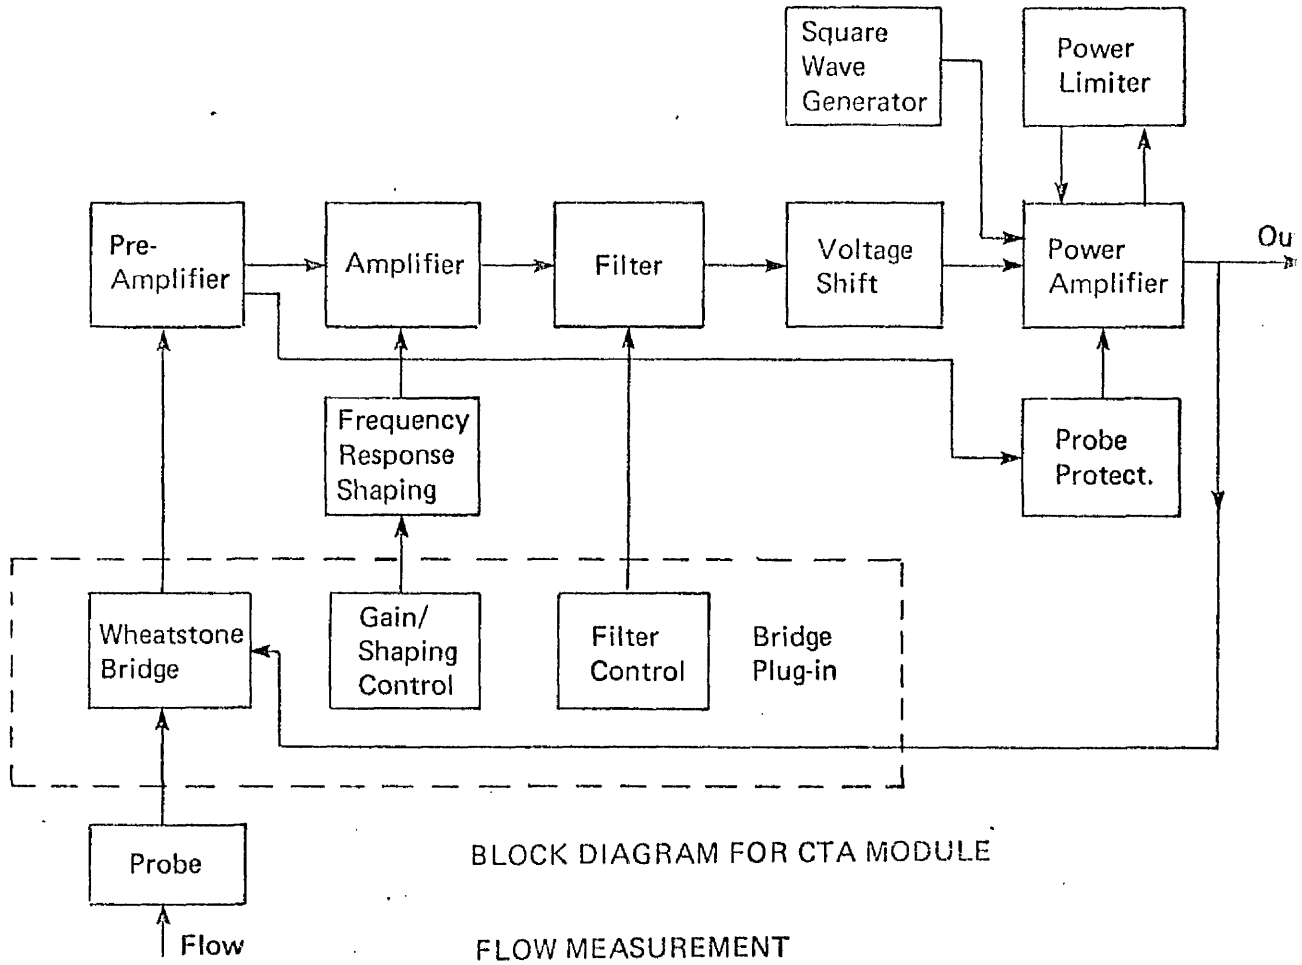 Square
Wave
Generator
Power
Limiter
Pre-
Amplifier
Amplifier
Filter
Voltage
Shift
Power
Amplifier
Ou
Frequency
Response
Shaping
Probe
Protect.
Wheatstone
Bridge
Gain/
Shaping
Control
Filter
Control
Bridge
Plug-in
Probe
Flow
BLOCK DIAGRAM FOR CTA MODULE
FLOW MEASUREMENT